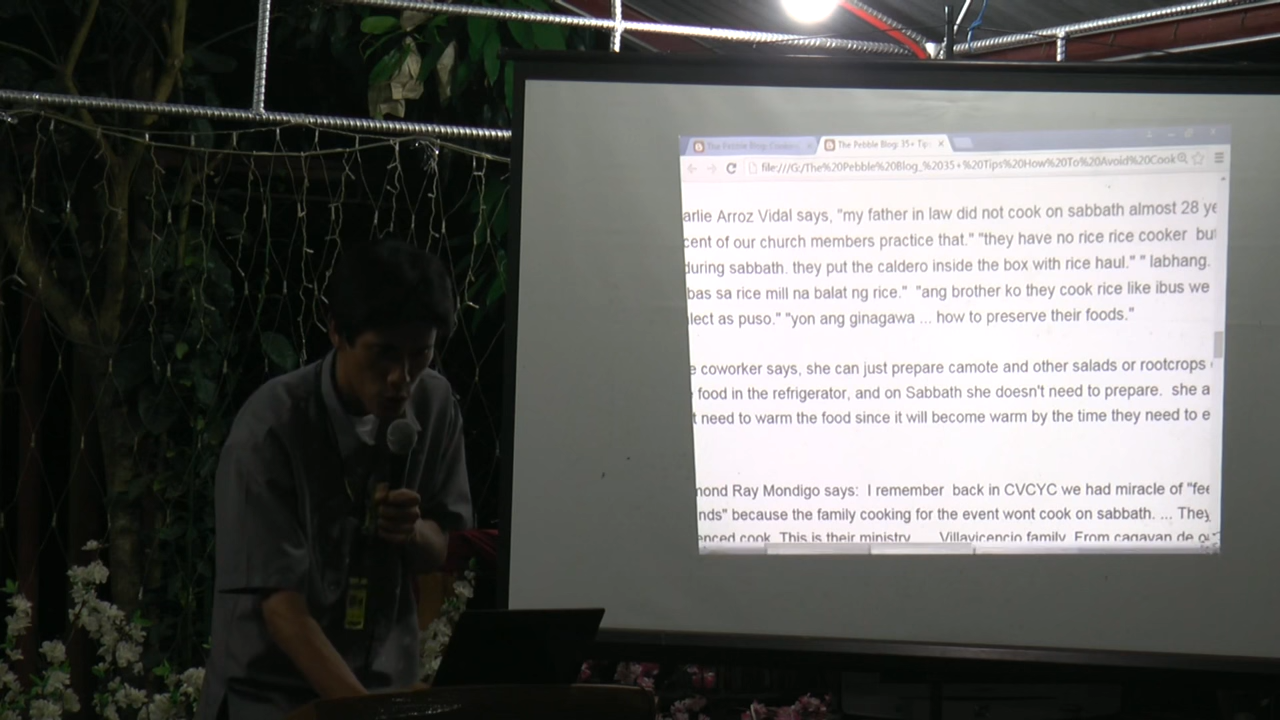 The Pebble Blog: 35+ Tip
file:///G:/The%20Pebble%20Blog_%2035+%20Tips%20How%20To%20Avoid%20Cook
arlie Arroz Vidal says, "my father in law did not cook on sabbath almost 28 ye
cent of our church members practice that." "they have no rice rice cooker but
during sabbath. they put the caldero inside the box with rice haul." " labhang.
bas sa rice mill na balat ng rice." "ang brother ko they cook rice like ibus we
lect as puso." "yon ang ginagawa ... how to preserve their foods."
e coworker says, she can just prepare camote and other salads or rootcrops
food in the refrigerator, and on Sabbath she doesn't need to prepare. she a
t need to warm the food since it will become warm by the time they need to e
mond Ray Mondigo says: I remember back in CVCYC we had miracle of "fee
nds" because the family cooking for the event wont cook on sabbath. ... They
enced cook. This is their ministry Villavicencio family. From cagayan de o